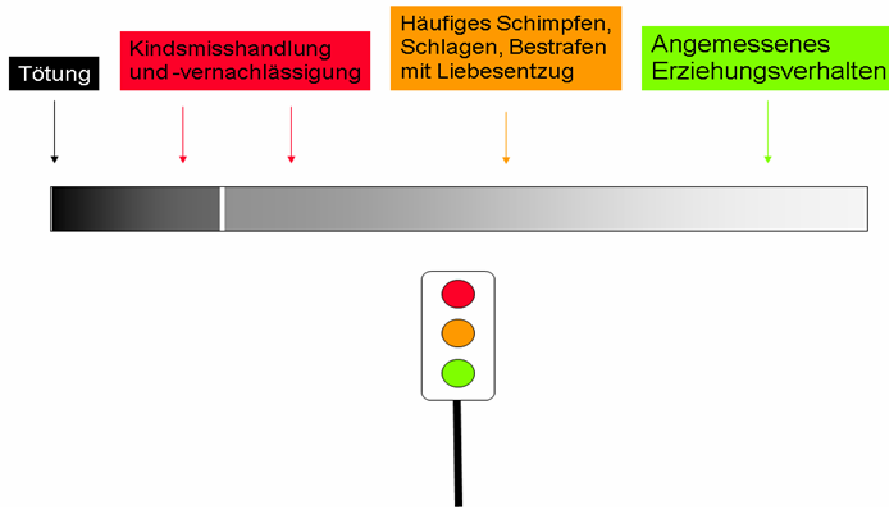 Tötung
Kindsmisshandlung
und -vernachlässigung
Häufiges Schimpfen,
Schlagen, Bestrafen
mit Liebesentzug
Angemessenes
Erziehungsverhalten